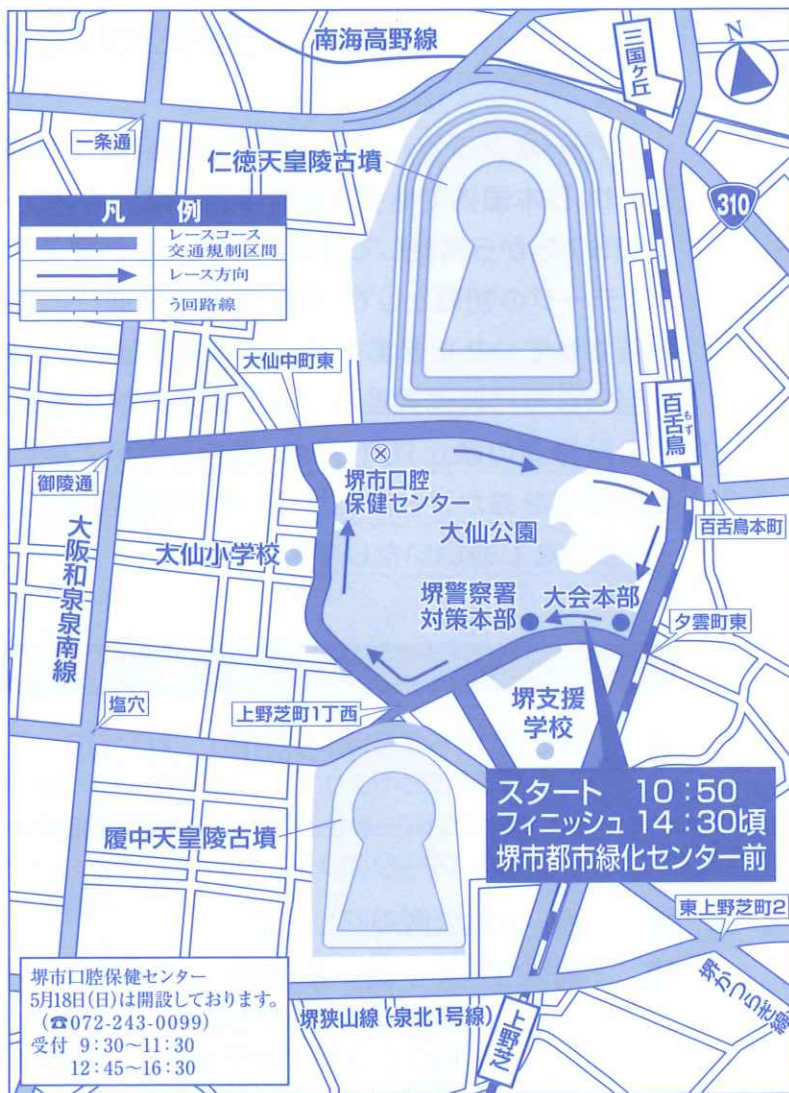 南海高野線
三国ヶ丘
N
一条通
仁徳天皇陵古墳
310
凡 例
レースコース
交通規制区間
レース方向
う回路線
大仙中町東
百舌鳥
もず
御陵通
堺市口腔
保健センター
大仙公園
百舌鳥本町
大仙小学校
大阪和泉泉南線
堺警察署
対策本部
大会本部
夕雲町東
塩穴
上野芝町1丁西
堺支援
学校
スタート 10:50
フィニッシュ 14:30頃
堺市都市緑化センター前
履中天皇陵古墳
東上野芝町2
堺かつらぎ線
堺市口腔保健センター
5月18日(日)は開設しております。
(☎072-243-0099)
受付 9:30~11:30
12:45~16:30
堺狭山線(泉北1号線)
上野芝